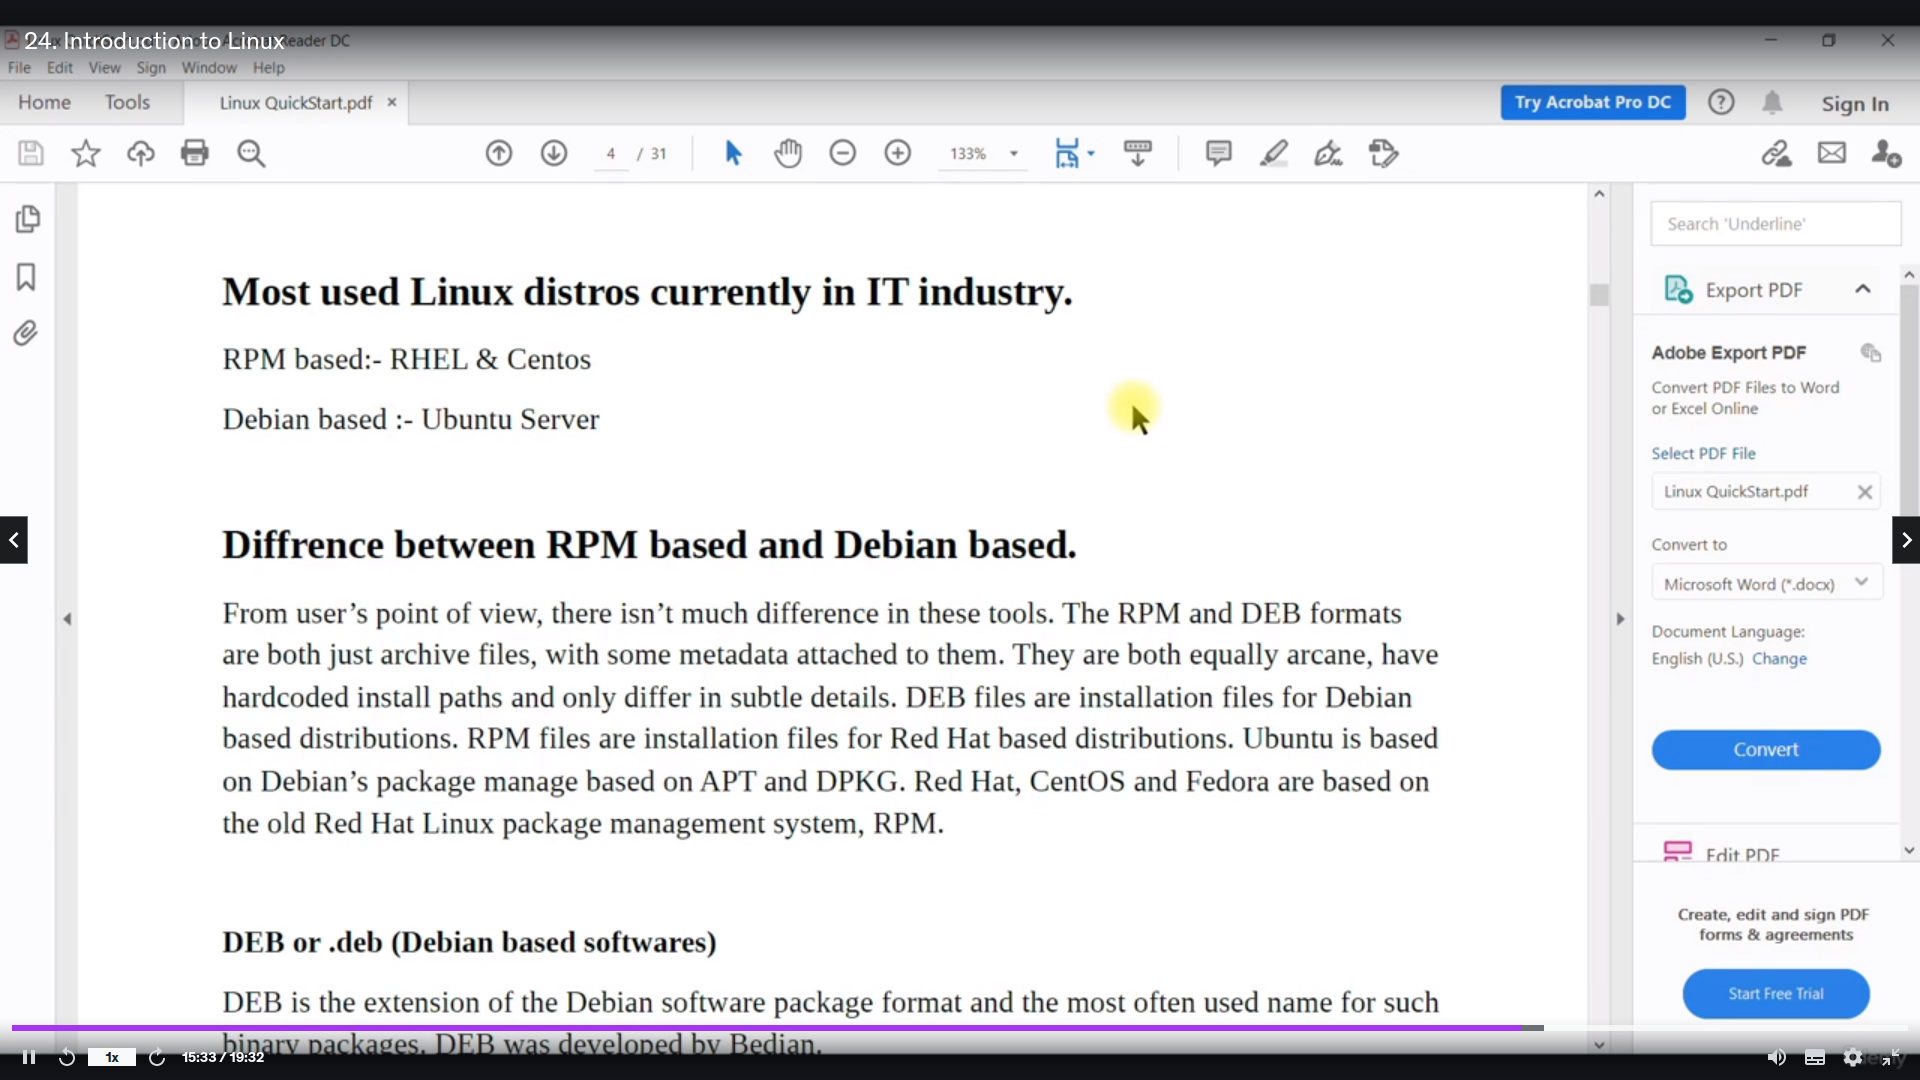 24. Introduction to Linux
Reader DC
File Edit View Sign Window Help
Home Tools Linux QuickStart.pdf
Try Acrobat Pro DC Sign In
4 / 31 133%
Most used Linux distros currently in IT industry.
RPM based:- RHEL & Centos
Debian based :- Ubuntu Server
Diffrence between RPM based and Debian based.
From user’s point of view, there isn’t much difference in these tools. The RPM and DEB formats
are both just archive files, with some metadata attached to them. They are both equally arcane, have
hardcoded install paths and only differ in subtle details. DEB files are installation files for Debian
based distributions. RPM files are installation files for Red Hat based distributions. Ubuntu is based
on Debian’s package manage based on APT and DPKG. Red Hat, CentOS and Fedora are based on
the old Red Hat Linux package management system, RPM.
DEB or .deb (Debian based softwares)
DEB is the extension of the Debian software package format and the most often used name for such
binary packages. DEB was developed by Bedian.
Search 'Underline'
Export PDF
Adobe Export PDF
Convert PDF Files to Word
or Excel Online
Select PDF File
Linux QuickStart.pdf
Convert to
Microsoft Word (*.docx)
Document Language:
English (U.S.) Change
Convert
Edit PDF
Create, edit and sign PDF
forms & agreements
Start Free Trial
1x 15:33 / 19:32